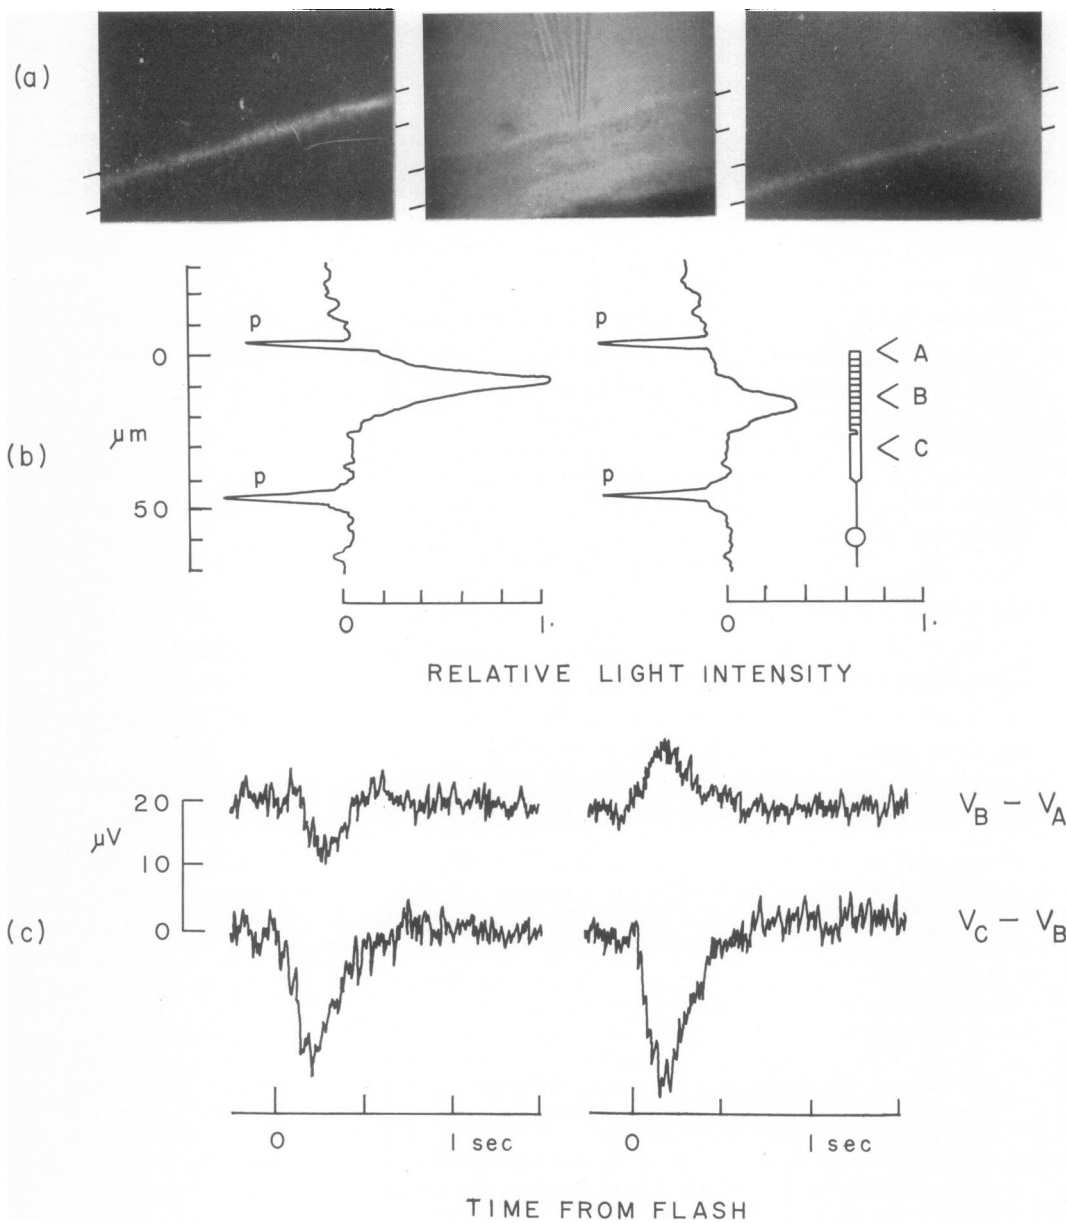 (a)
p
p
0
A
B
μm
(b)
p
p
C
50
0
1.
0
1.
RELATIVE LIGHT INTENSITY
20
V_B – V_A
μV
10
(c)
0
V_C – V_B
0
1 sec
0
1 sec
TIME FROM FLASH